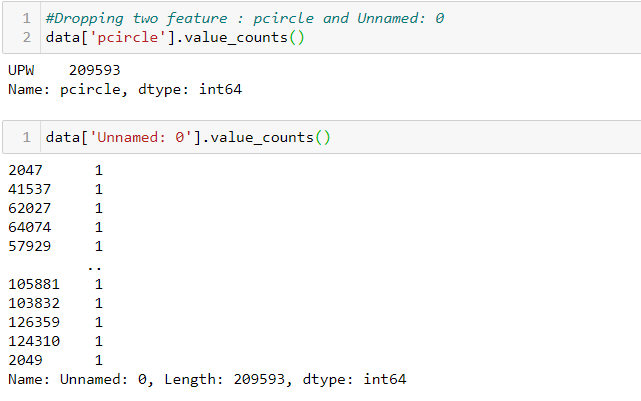 1 #Dropping two feature : pcircle and Unnamed: 0
2 data['pcircle'].value_counts()
UPW    209593
Name: pcircle, dtype: int64
1 data['Unnamed: 0'].value_counts()
2047      1
41537     1
62027     1
64074     1
57929     1
..
105881    1
103832    1
126359    1
124310    1
2049      1
Name: Unnamed: 0, Length: 209593, dtype: int64